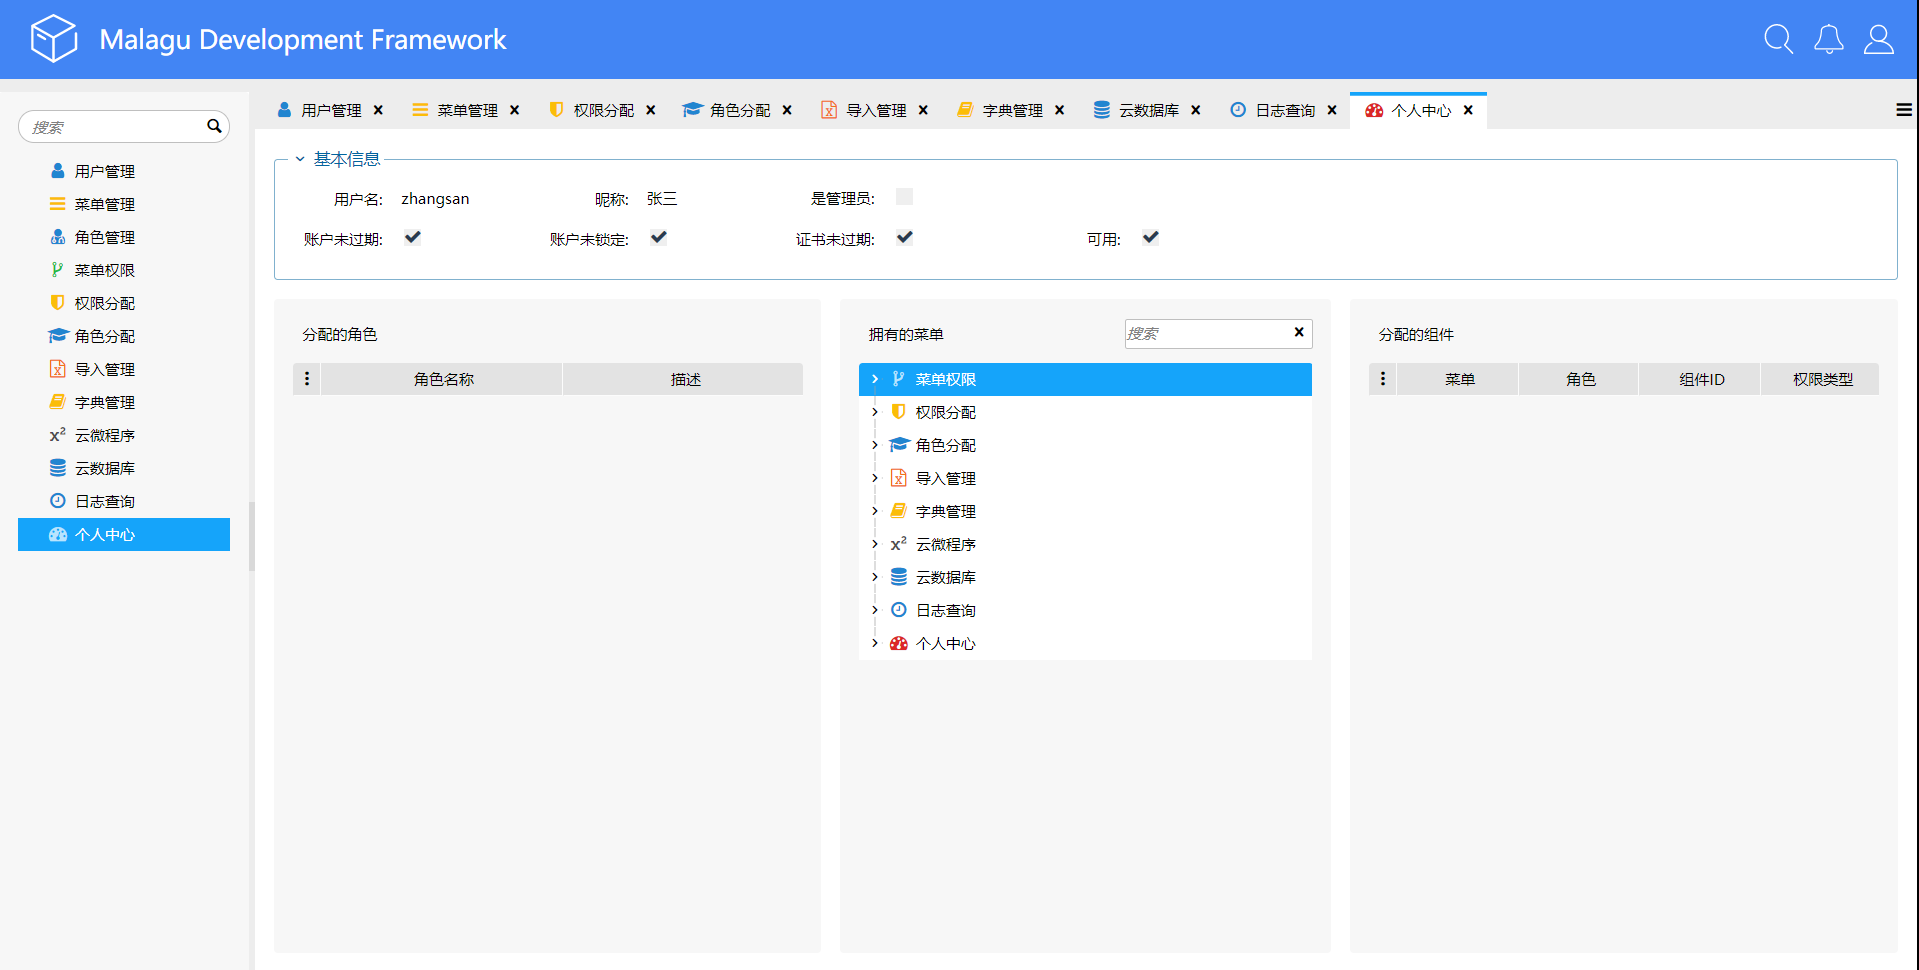 Malagu Development Framework
搜索
用户管理
菜单管理
角色管理
菜单权限
权限分配
角色分配
导入管理
字典管理
x² 云微程序
云数据库
日志查询
个人中心
用户管理 菜单管理 权限分配 角色分配 导入管理 字典管理 云数据库 日志查询 个人中心
基本信息
用户名: zhangsan 昵称: 张三 是管理员:
账户未过期: 账户未锁定: 证书未过期: 可用:
分配的角色
角色名称 描述
拥有的菜单 搜索
菜单权限
权限分配
角色分配
导入管理
字典管理
x² 云微程序
云数据库
日志查询
个人中心
分配的组件
菜单 角色 组件ID 权限类型